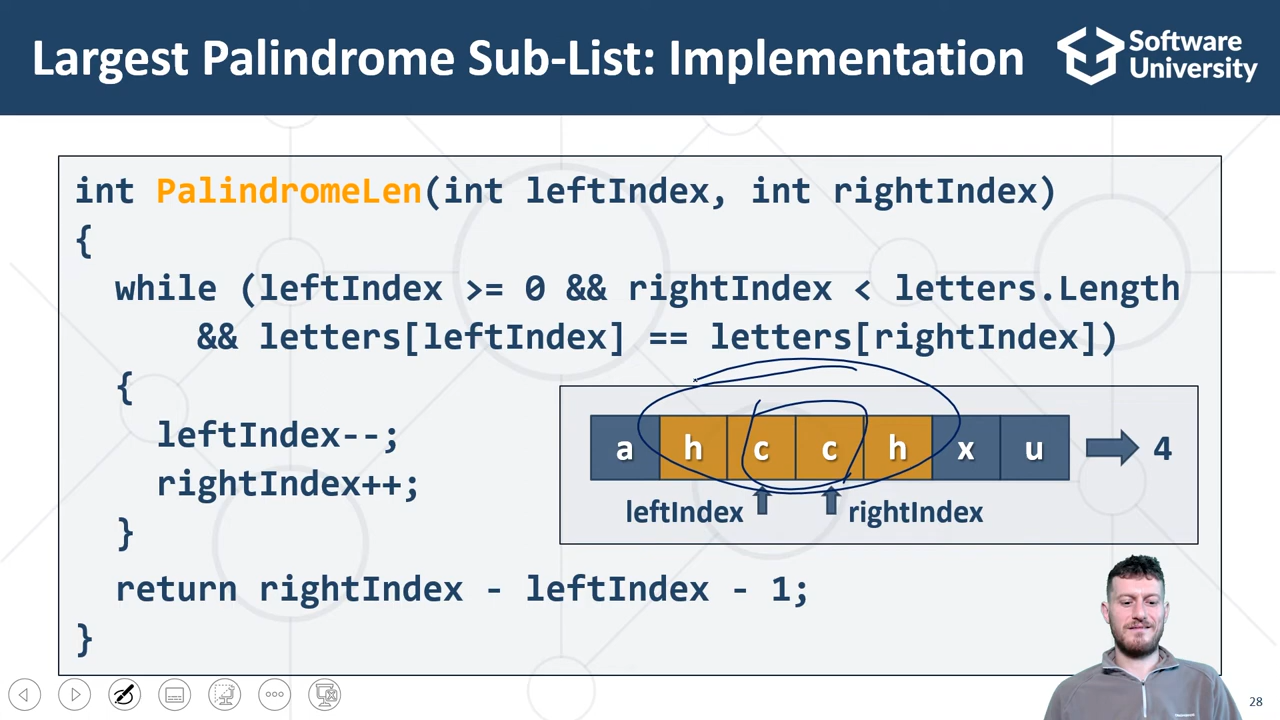 Largest Palindrome Sub-List: Implementation
Software
University
int PalindromeLen(int leftIndex, int rightIndex)
{
while (leftIndex >= 0 && rightIndex < letters.Length
&& letters[leftIndex] == letters[rightIndex])
{
leftIndex--;
rightIndex++;
}
return rightIndex - leftIndex - 1;
}
a h c c h x u 4
leftIndex rightIndex
28